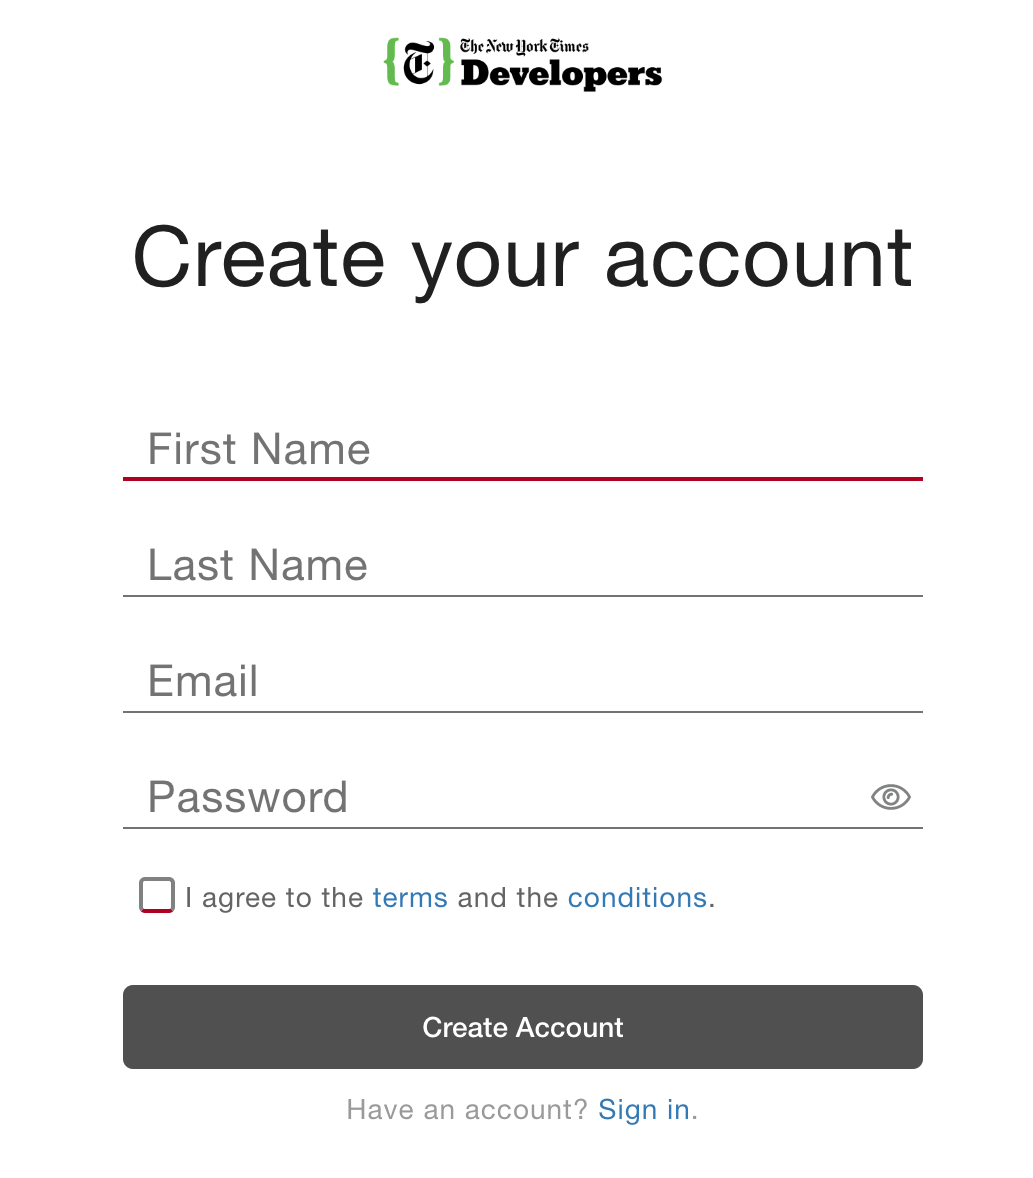 The New York Times
{T} Developers
Create your account
First Name
Last Name
Email
Password
I agree to the terms and the conditions.
Create Account
Have an account? Sign in.